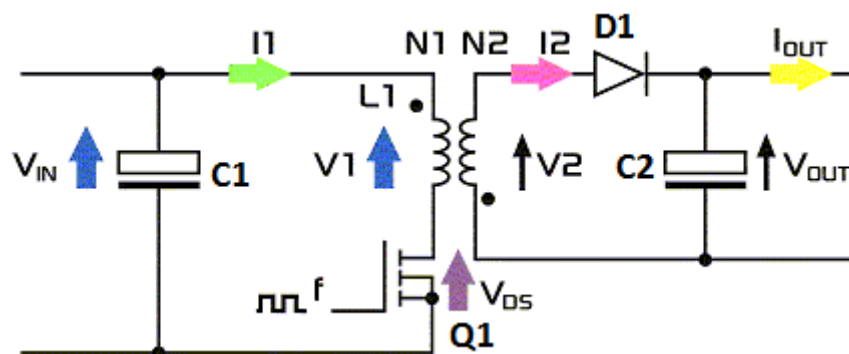 I1 N1 N2 I2 D1 IOUT
L1
VIN C1 V1 V2 C2 VOUT
f VDS
Q1